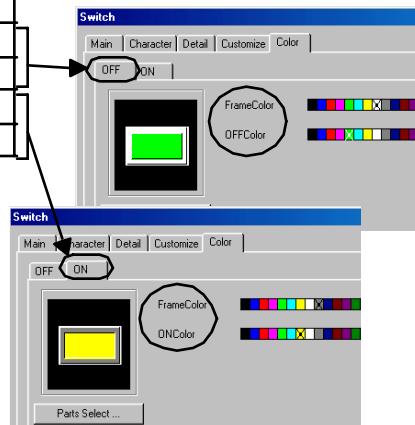 Switch
Main Character Detail Customize Color
OFF ON
FrameColor
OFFColor
Switch
Main Character Detail Customize Color
OFF ON
FrameColor
ONColor
Parts Select ...